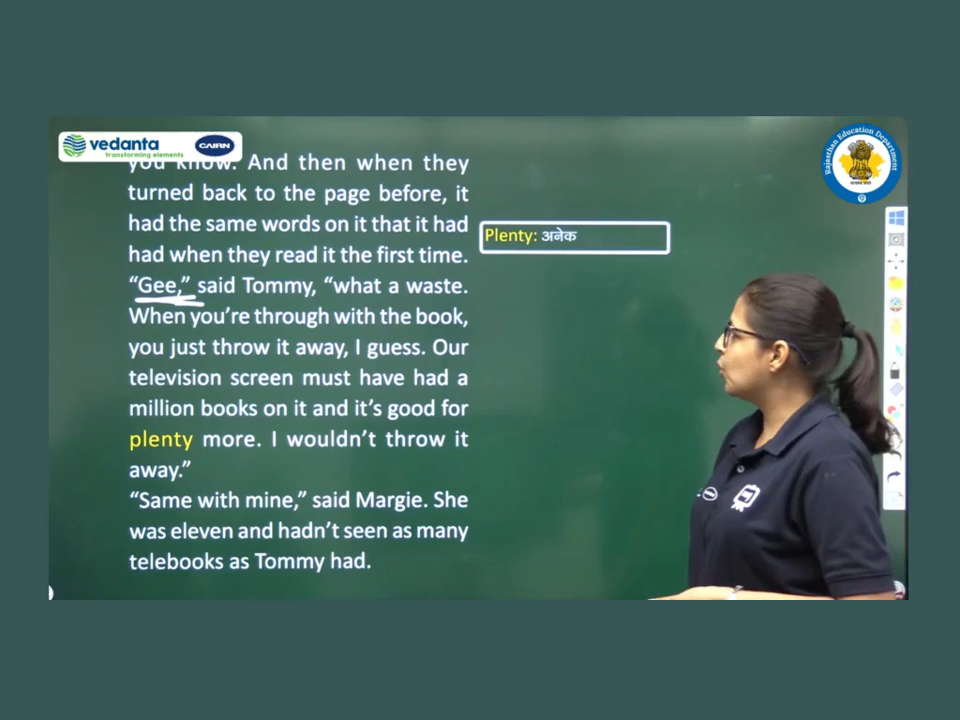 vedanta
transforming elements
CAIRN
Rajasthan Education Department
you know. And then when they
turned back to the page before, it
had the same words on it that it had
had when they read it the first time.
“Gee,” said Tommy, “what a waste.
When you’re through with the book,
you just throw it away, I guess. Our
television screen must have had a
million books on it and it’s good for
plenty more. I wouldn’t throw it
away.”
“Same with mine,” said Margie. She
was eleven and hadn’t seen as many
telebooks as Tommy had.
Plenty: अनेक